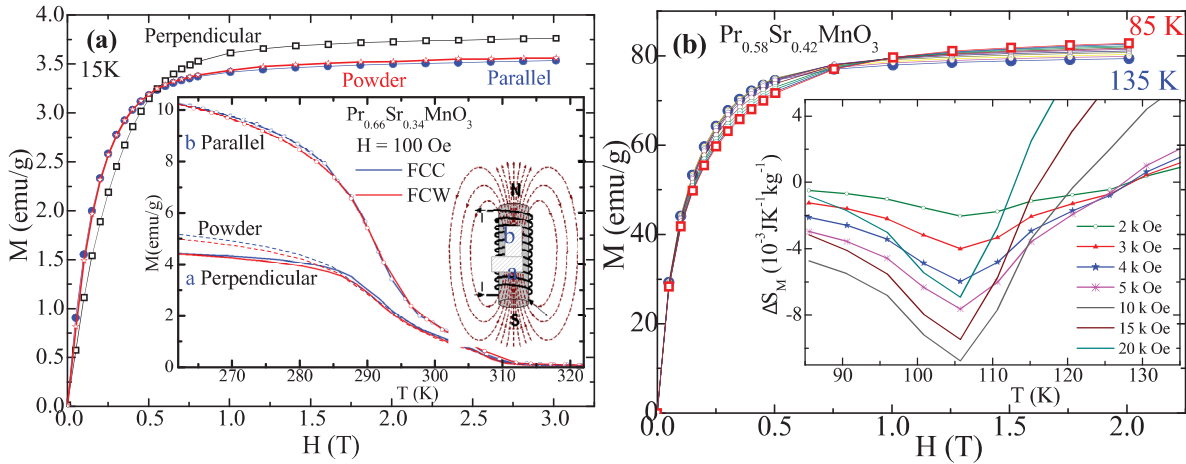 (a)
Perpendicular
15K
Powder
Parallel
M (emu/g)
4.0
3.5
3.0
2.5
2.0
1.5
1.0
0.5
0.0
0.0 0.5 1.0 1.5 2.0 2.5 3.0
H (T)
Pr0.66Sr0.34MnO3
H = 100 Oe
FCC
FCW
b Parallel
Powder
a Perpendicular
M(emu/g)
10
8
6
4
2
0
270 280 290 300 310 320
T (K)
N
I
b
a
I
S
(b)
Pr0.58Sr0.42MnO3
85 K
135 K
M (emu/g)
80
60
40
20
0
0.0 0.5 1.0 1.5 2.0
H (T)
ΔSM (10-3 JK-1kg-1)
4
0
-4
-8
2 k Oe
3 k Oe
4 k Oe
5 k Oe
10 k Oe
15 k Oe
20 k Oe
90 100 110 120 130
T (K)